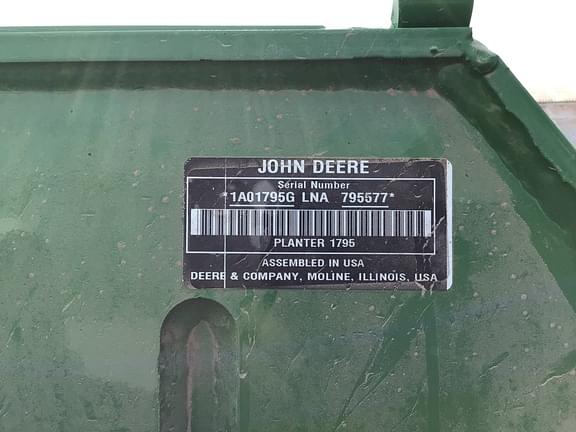 JOHN DEERE
Serial Number
*1A01795G LNA 795577*
PLANTER 1795
ASSEMBLED IN USA
DEERE & COMPANY, MOLINE, ILLINOIS, USA